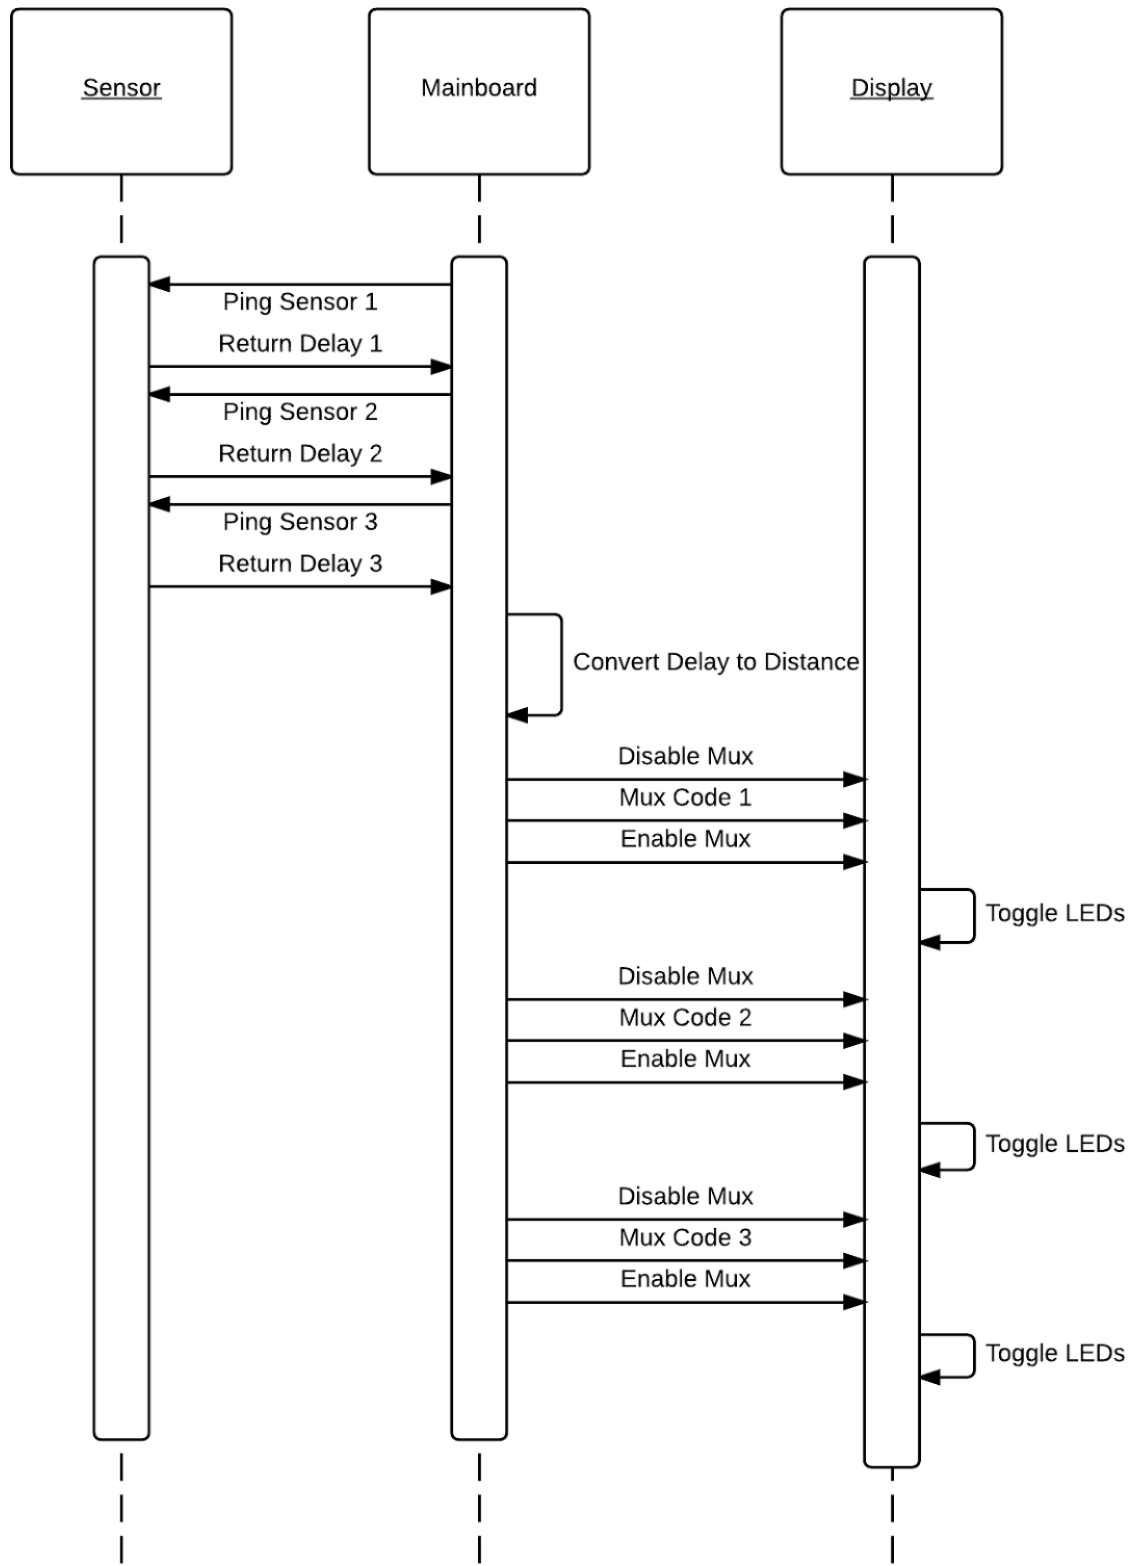 Sensor
Mainboard
Display
Ping Sensor 1
Return Delay 1
Ping Sensor 2
Return Delay 2
Ping Sensor 3
Return Delay 3
Convert Delay to Distance
Disable Mux
Mux Code 1
Enable Mux
Toggle LEDs
Disable Mux
Mux Code 2
Enable Mux
Toggle LEDs
Disable Mux
Mux Code 3
Enable Mux
Toggle LEDs